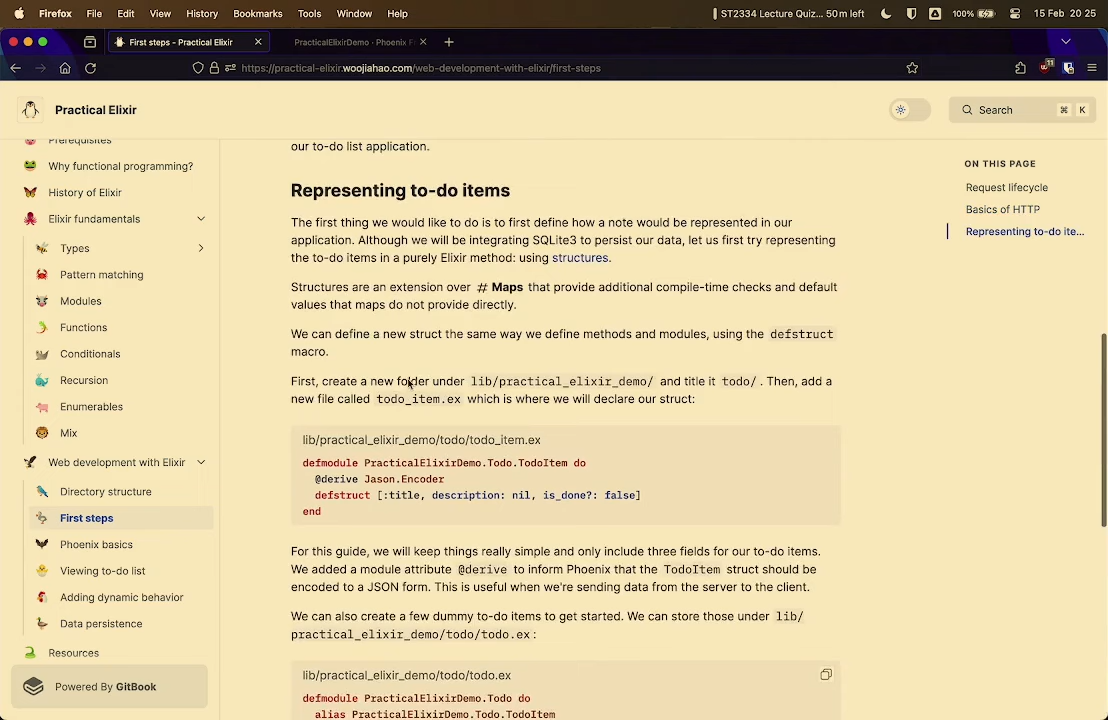 Firefox File Edit View History Bookmarks Tools Window Help ST2334 Lecture Quiz... 50m left 100% 15 Feb 20 25
First steps - Practical Elixir PracticalElixirDemo · Phoenix F
https://practical-elixir.woojiahao.com/web-development-with-elixir/first-steps 11
Practical Elixir Search ⌘ K
Prerequisites
Why functional programming?
History of Elixir
Elixir fundamentals
Types
Pattern matching
Modules
Functions
Conditionals
Recursion
Enumerables
Mix
Web development with Elixir
Directory structure
First steps
Phoenix basics
Viewing to-do list
Adding dynamic behavior
Data persistence
Resources
Powered By GitBook
our to-do list application.
Representing to-do items
The first thing we would like to do is to first define how a note would be represented in our
application. Although we will be integrating SQLite3 to persist our data, let us first try representing
the to-do items in a purely Elixir method: using structures.
Structures are an extension over # Maps that provide additional compile-time checks and default
values that maps do not provide directly.
We can define a new struct the same way we define methods and modules, using the defstruct
macro.
First, create a new folder under lib/practical_elixir_demo/ and title it todo/. Then, add a
new file called todo_item.ex which is where we will declare our struct:
lib/practical_elixir_demo/todo/todo_item.ex
defmodule PracticalElixirDemo.Todo.TodoItem do
@derive Jason.Encoder
defstruct [:title, description: nil, is_done?: false]
end
For this guide, we will keep things really simple and only include three fields for our to-do items.
We added a module attribute @derive to inform Phoenix that the TodoItem struct should be
encoded to a JSON form. This is useful when we're sending data from the server to the client.
We can also create a few dummy to-do items to get started. We can store those under lib/
practical_elixir_demo/todo/todo.ex:
lib/practical_elixir_demo/todo/todo.ex
defmodule PracticalElixirDemo.Todo do
alias PracticalElixirDemo.Todo.TodoItem
ON THIS PAGE
Request lifecycle
Basics of HTTP
Representing to-do ite...